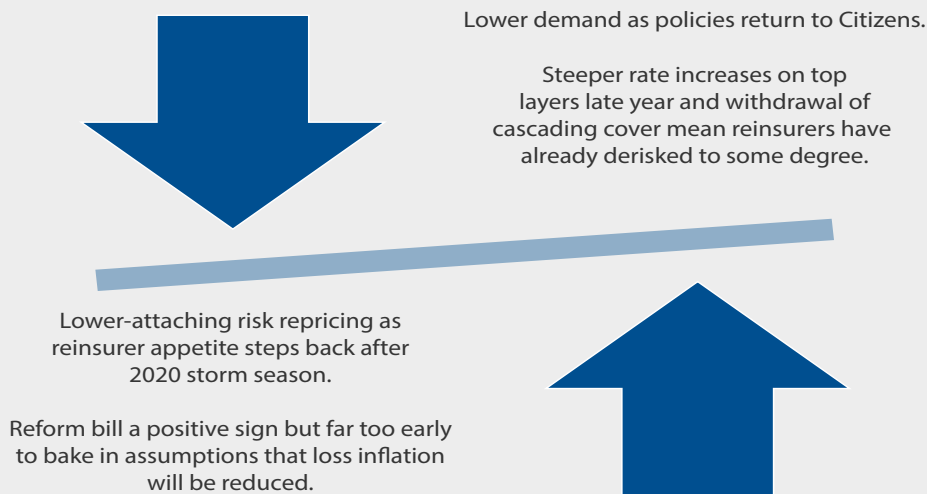 Lower demand as policies return to Citizens.
Steeper rate increases on top
layers late year and withdrawal of
cascading cover mean reinsurers have
already derisked to some degree.
Lower-attaching risk repricing as
reinsurer appetite steps back after
2020 storm season.
Reform bill a positive sign but far too early
to bake in assumptions that loss inflation
will be reduced.